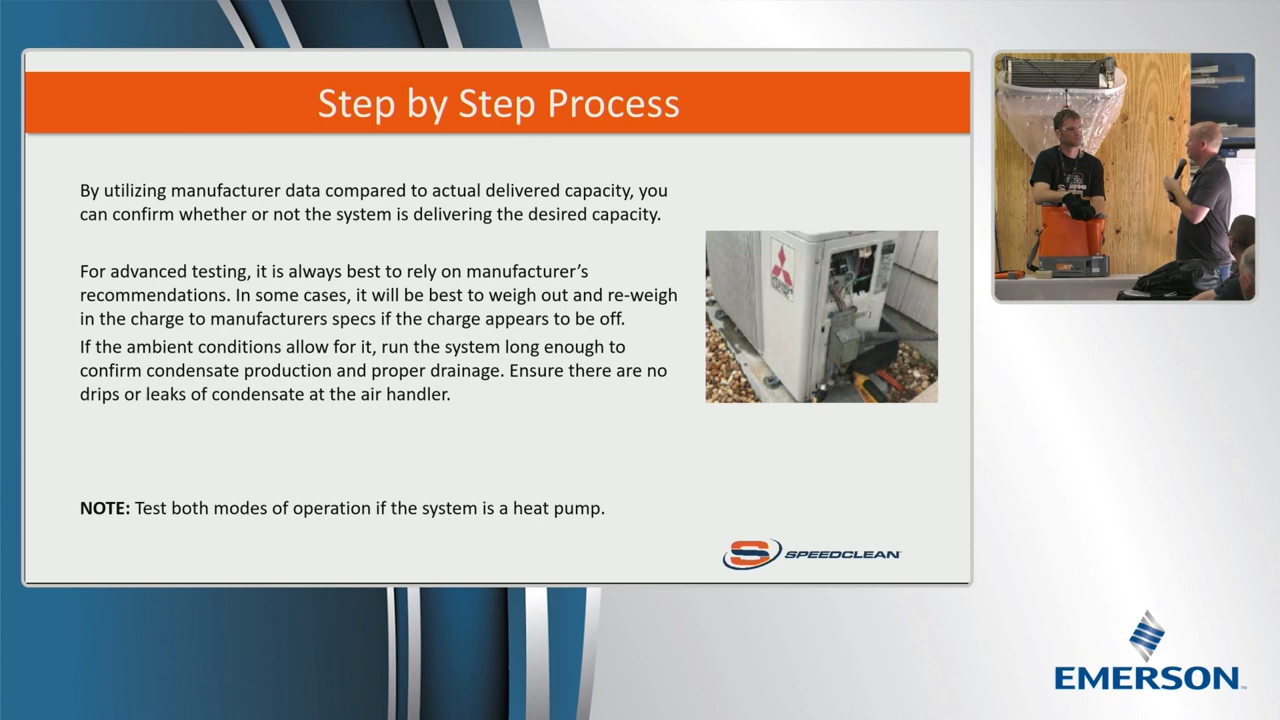 Step by Step Process
By utilizing manufacturer data compared to actual delivered capacity, you
can confirm whether or not the system is delivering the desired capacity.
For advanced testing, it is always best to rely on manufacturer's
recommendations. In some cases, it will be best to weigh out and re-weigh
in the charge to manufacturers specs if the charge appears to be off.
If the ambient conditions allow for it, run the system long enough to
confirm condensate production and proper drainage. Ensure there are no
drips or leaks of condensate at the air handler.
NOTE: Test both modes of operation if the system is a heat pump.
SPEEDCLEAN
EMERSON